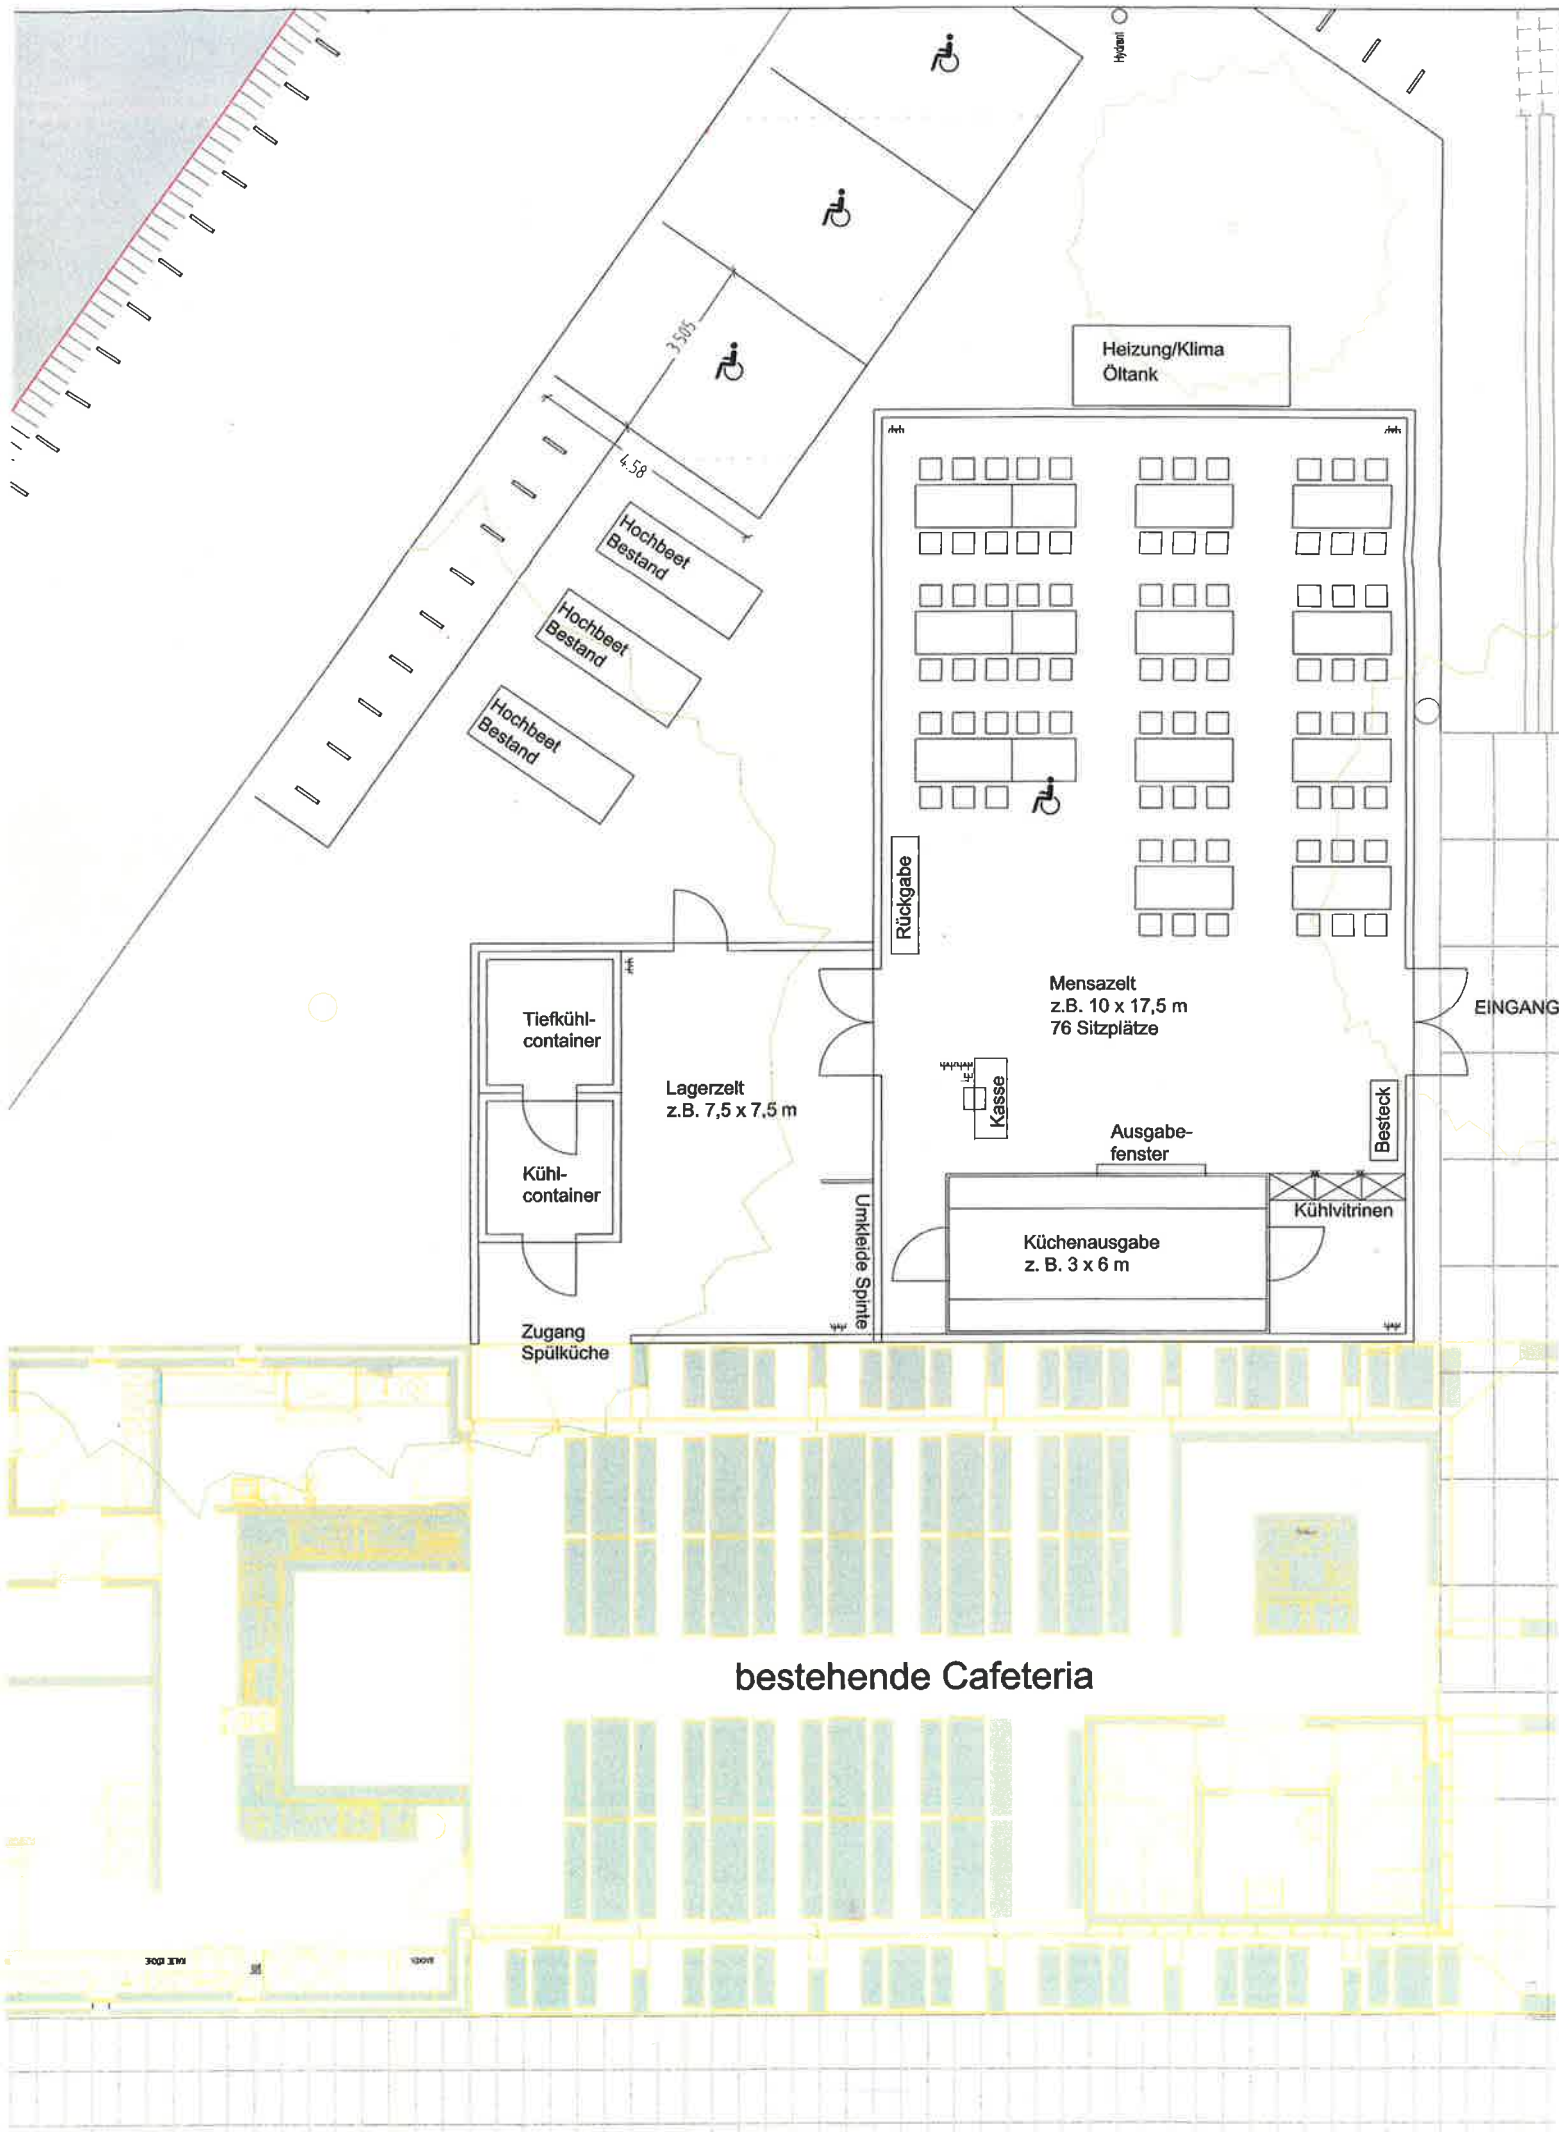 Hydrant
3.505
4.58
Heizung/Klima
Öltank
Hochbeet
Bestand
Hochbeet
Bestand
Hochbeet
Bestand
Rückgabe
Mensazelt
z.B. 10 x 17,5 m
76 Sitzplätze
EINGANG
Tiefkühl-
container
Lagerzelt
z.B. 7,5 x 7,5 m
Kasse
Besteck
Ausgabe-
fenster
Kühl-
container
Umkleide Spinte
Kühlvitrinen
Küchenausgabe
z. B. 3 x 6 m
Zugang
Spülküche
bestehende Cafeteria